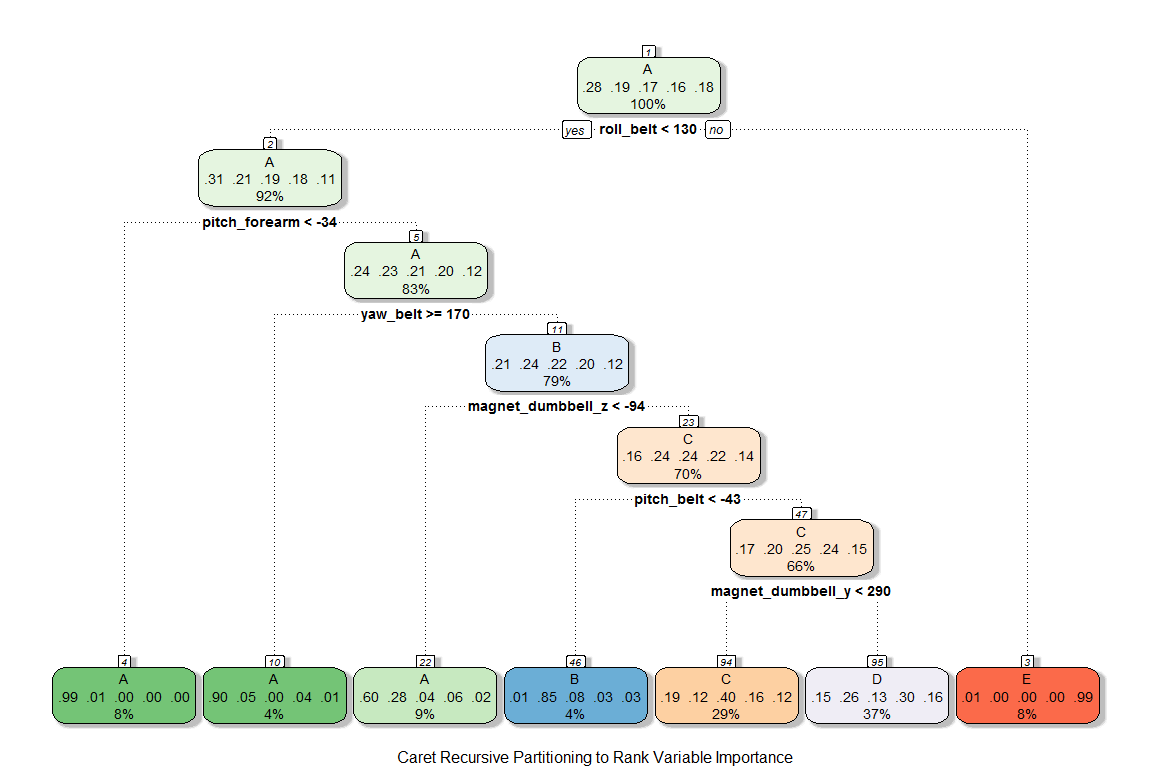 1
A
.28 .19 .17 .16 .18
100%
yes roll_belt < 130 no
2
A
.31 .21 .19 .18 .11
92%
pitch_forearm < -34
5
A
.24 .23 .21 .20 .12
83%
yaw_belt >= 170
11
B
.21 .24 .22 .20 .12
79%
magnet_dumbbell_z < -94
23
C
.16 .24 .24 .22 .14
70%
pitch_belt < -43
47
C
.17 .20 .25 .24 .15
66%
magnet_dumbbell_y < 290
4
A
.99 .01 .00 .00 .00
8%
10
A
.90 .05 .00 .04 .01
4%
22
A
.60 .28 .04 .06 .02
9%
46
B
.01 .85 .08 .03 .03
4%
94
C
.19 .12 .40 .16 .12
29%
95
D
.15 .26 .13 .30 .16
37%
3
E
.01 .00 .00 .00 .99
8%
Caret Recursive Partitioning to Rank Variable Importance